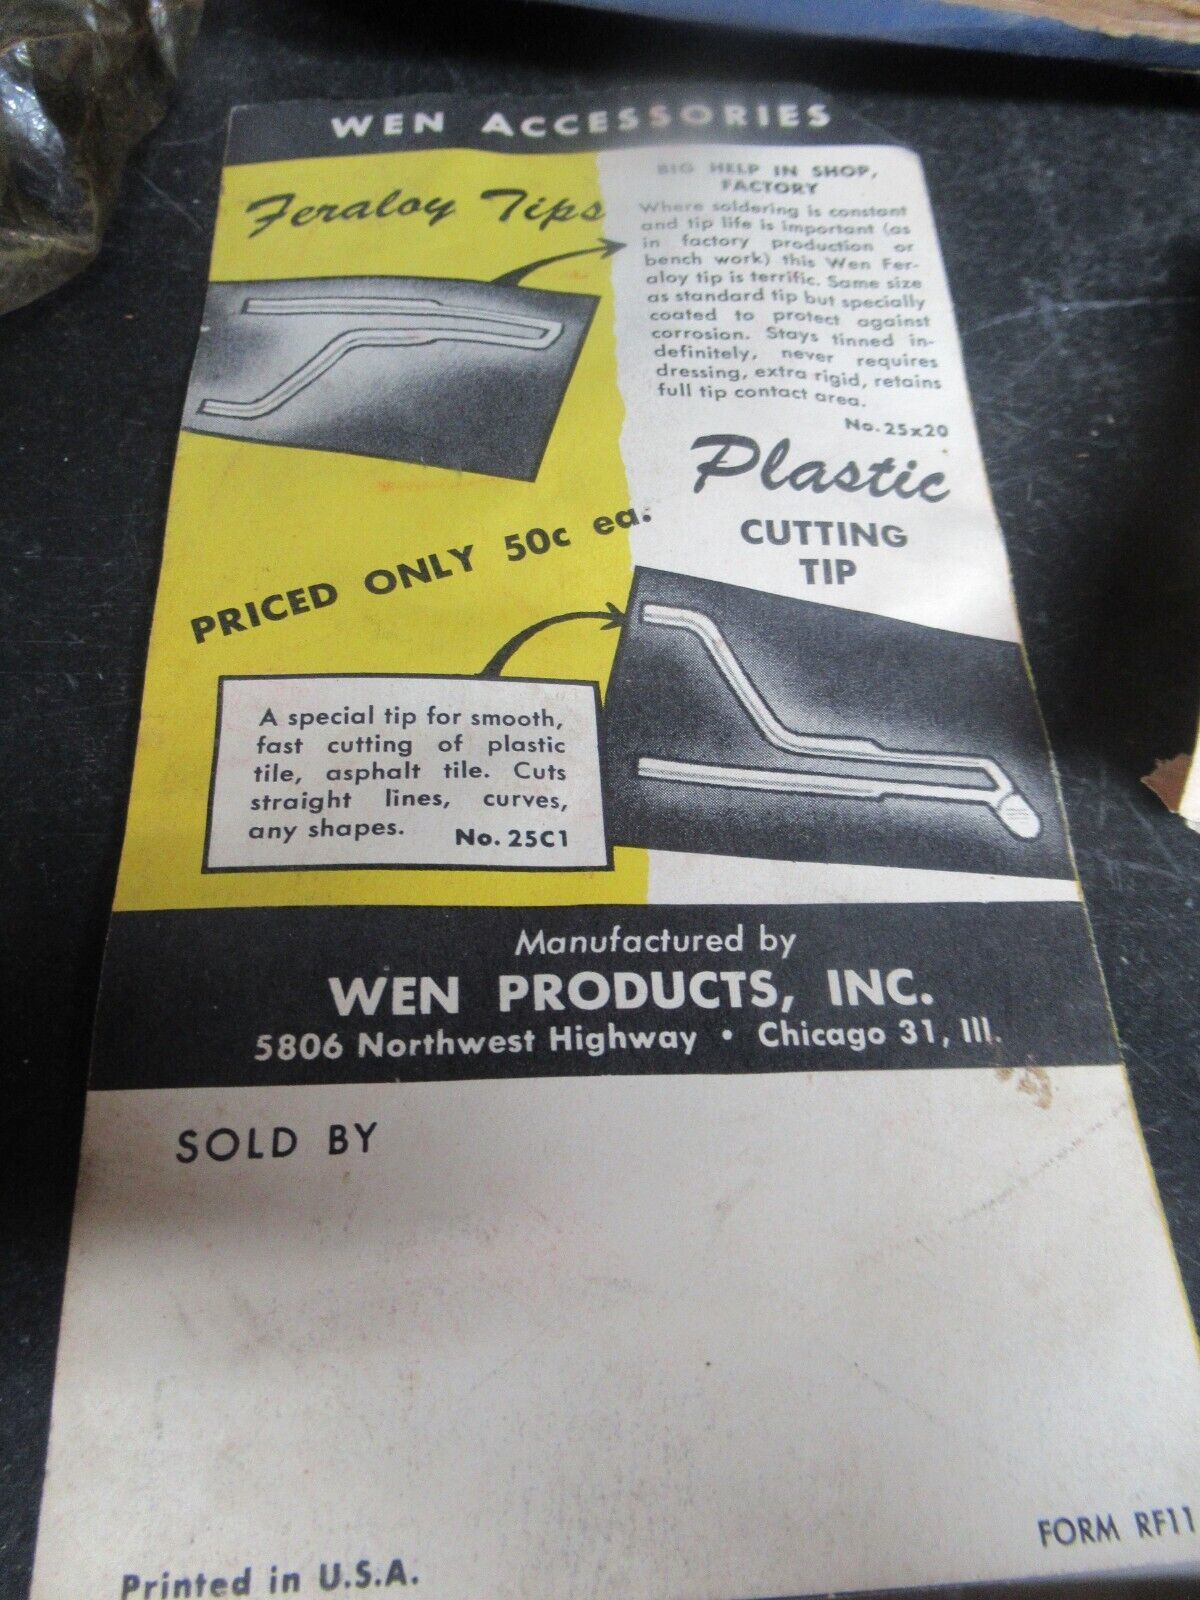 WEN ACCESSORIES
Feraloy Tips
BIG HELP IN SHOP,
FACTORY
Where soldering is constant
and tip life is important (as
in factory production or
bench work) this Wen Fer-
aloy tip is terrific. Same size
as standard tip but specially
coated to protect against
corrosion. Stays tinned in-
definitely, never requires
dressing, extra rigid, retains
full tip contact area.
No. 25x20
Plastic
CUTTING
TIP
PRICED ONLY 50c ea.
A special tip for smooth,
fast cutting of plastic
tile, asphalt tile. Cuts
straight lines, curves,
any shapes. No. 25C1
Manufactured by
WEN PRODUCTS, INC.
5806 Northwest Highway • Chicago 31, Ill.
SOLD BY
FORM RF11
Printed in U.S.A.